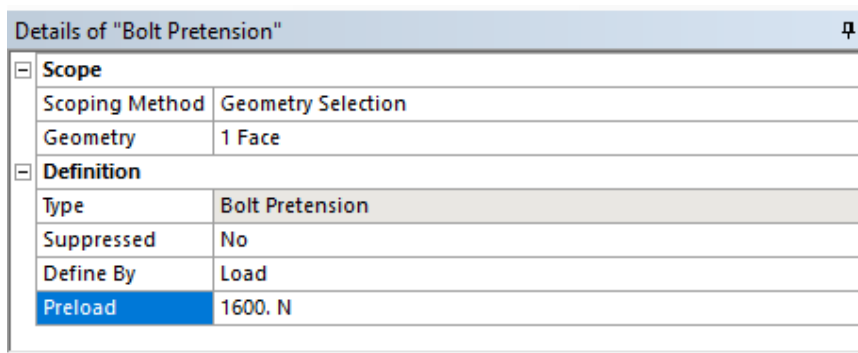 Details of "Bolt Pretension"
Scope
Scoping Method Geometry Selection
Geometry 1 Face
Definition
Type Bolt Pretension
Suppressed No
Define By Load
Preload 1600. N